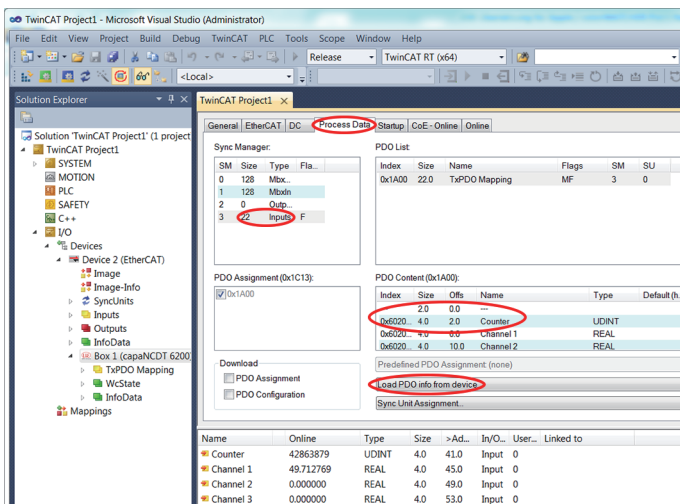 TwinCAT Project1 - Microsoft Visual Studio (Administrator)
File Edit View Project Build Debug TwinCAT PLC Tools Scope Window Help
Release TwinCAT RT (x64)
<Local>
Solution Explorer
Solution 'TwinCAT Project1' (1 project
TwinCAT Project1
SYSTEM
MOTION
PLC
SAFETY
C++
I/O
Devices
Device 2 (EtherCAT)
Image
Image-Info
SyncUnits
Inputs
Outputs
InfoData
Box 1 (capaNCDT 6200)
TxPDO Mapping
WcState
InfoData
Mappings
TwinCAT Project1
General EtherCAT DC Process Data Startup CoE - Online Online
Sync Manager:
SM Size Type Fla...
0 128 Mbx...
1 128 MbxIn
2 0 Outp...
3 22 Inputs F
PDO List:
Index Size Name Flags SM SU
0x1A00 22.0 TxPDO Mapping MF 3 0
PDO Assignment (0x1C13):
0x1A00
PDO Content (0x1A00):
Index Size Offs Name Type Default (h.
2.0 0.0 ---
0x6020... 4.0 2.0 Counter UDINT
0x6020... 4.0 6.0 Channel 1 REAL
0x6020... 4.0 10.0 Channel 2 REAL
Download
PDO Assignment
PDO Configuration
Predefined PDO Assignment: (none)
Load PDO info from device
Sync Unit Assignment...
Name Online Type Size >Ad... In/O... User... Linked to
Counter 42863879 UDINT 4.0 41.0 Input 0
Channel 1 49.712769 REAL 4.0 45.0 Input 0
Channel 2 0.000000 REAL 4.0 49.0 Input 0
Channel 3 0.000000 REAL 4.0 53.0 Input 0